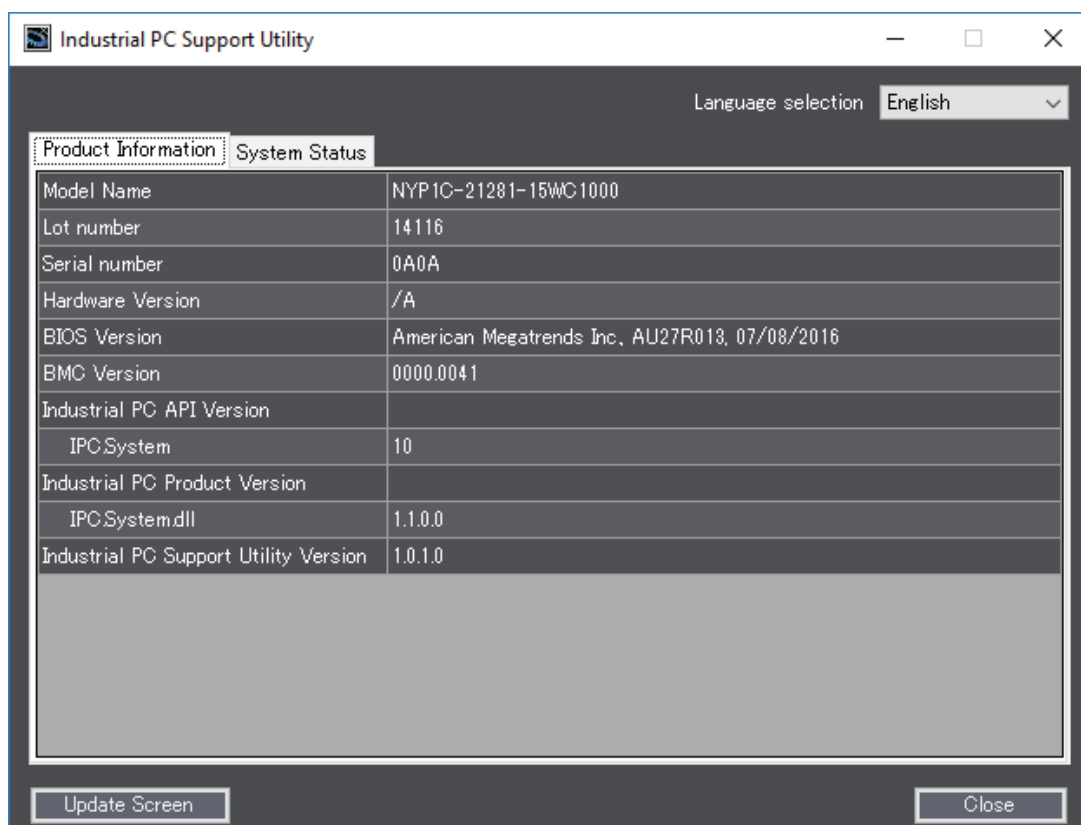 Industrial PC Support Utility
Language selection English
Product Information System Status
Model Name NYP1C-21281-15WC1000
Lot number 14116
Serial number 0A0A
Hardware Version /A
BIOS Version American Megatrends Inc, AU27R013, 07/08/2016
BMC Version 0000.0041
Industrial PC API Version
IPC.System 10
Industrial PC Product Version
IPC.System.dll 1.1.0.0
Industrial PC Support Utility Version 1.0.1.0
Update Screen Close